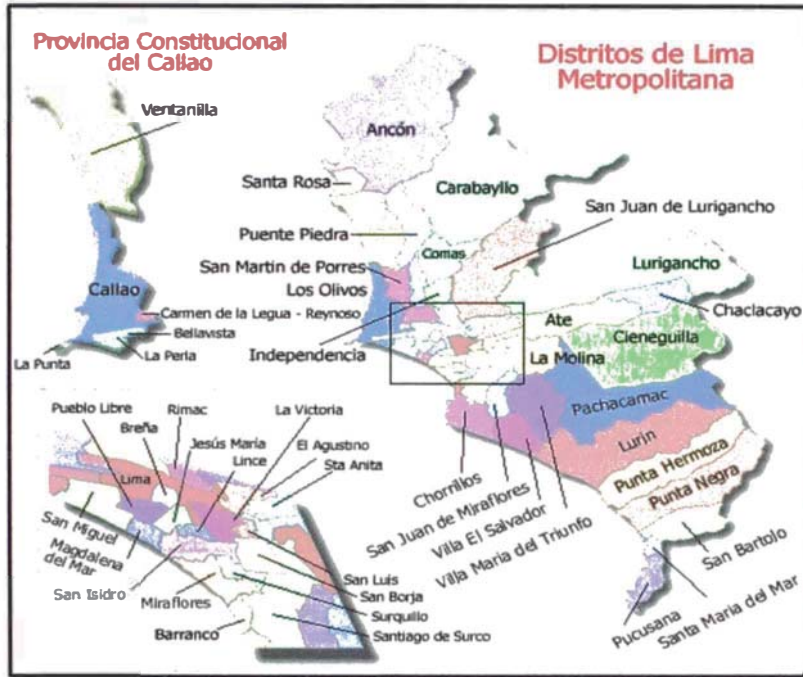 Provincia Constitucional
del Callao
Ventanilla
Callao
Carmen de la Legua - Reynoso
Bellavista
La Perla
La Punta
Distritos de Lima
Metropolitana
Ancón
Santa Rosa
Carabayllo
San Juan de Lurigancho
Puente Piedra
Comas
San Martin de Porres
Los Olivos
Lurigancho
Chaclacayo
Ate
Cieneguilla
Independencia
La Molina
Pachacamac
Lurin
Punta Hermoza
Punta Negra
Chorrillos
San Juan de Miraflores
Villa El Salvador
Villa Maria del Triunfo
San Bartolo
Santa Maria del Mar
Pucusana
Pueblo Libre
Rimac
La Victoria
Breña
Jesús María
El Agustino
Lince
Sta Anita
Lima
San Miguel
Magdalena
del Mar
San Isidro
Miraflores
Barranco
San Luis
San Borja
Surquillo
Santiago de Surco